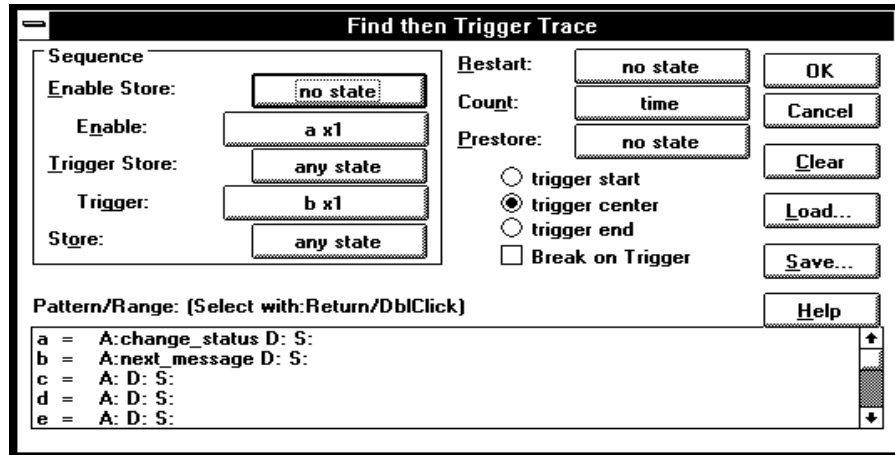 Find then Trigger Trace
Sequence
Enable Store: no state
Enable: a x1
Trigger Store: any state
Trigger: b x1
Store: any state
Restart: no state
Count: time
Prestore: no state
trigger start
trigger center
trigger end
Break on Trigger
OK
Cancel
Clear
Load...
Save...
Help
Pattern/Range: (Select with:Return/DblClick)
a = A:change_status D: S:
b = A:next_message D: S:
c = A: D: S:
d = A: D: S:
e = A: D: S: